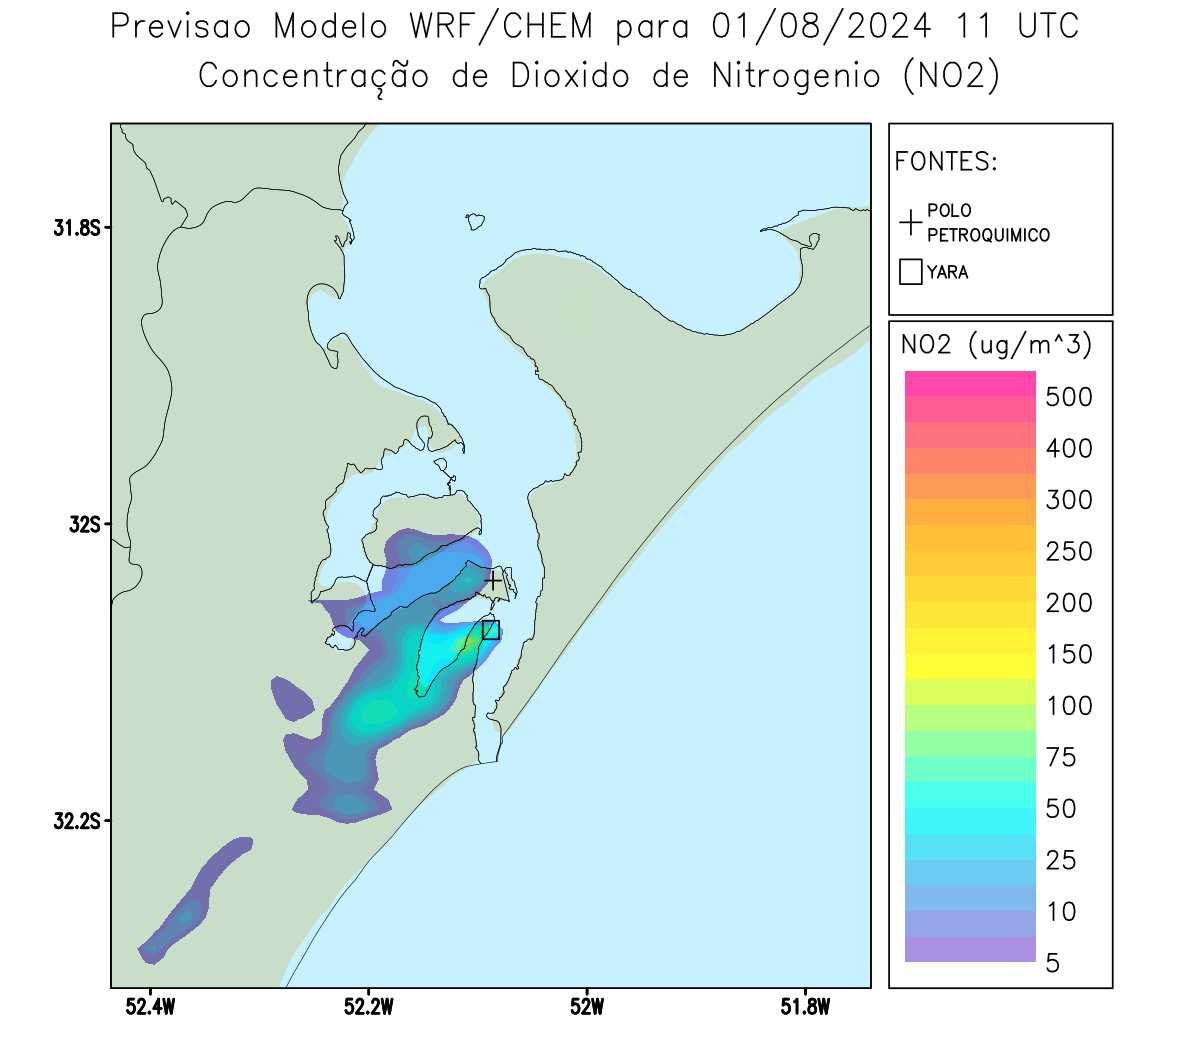 Previsao Modelo WRF/CHEM para 01/08/2024 11 UTC
Concentração de Dioxido de Nitrogenio (NO2)
FONTES:
POLO
PETROQUIMICO
YARA
NO2 (ug/m^3)
500
400
300
250
200
150
100
75
50
25
10
5
31.8S
32S
32.2S
52.4W
52.2W
52W
51.8W